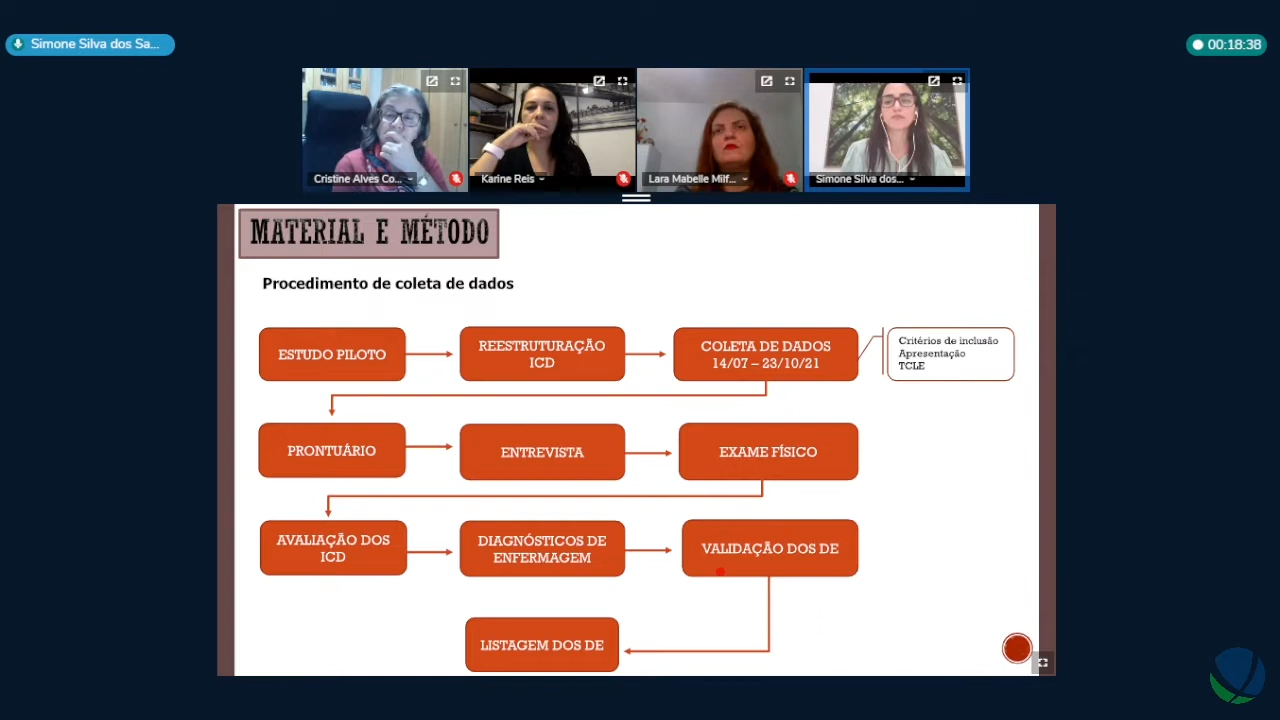 Simone Silva dos Sa...
00:18:38
Cristine Alves Co...
Karine Reis
Lara Mabelle Milf...
Simone Silva dos...
MATERIAL E MÉTODO
Procedimento de coleta de dados
ESTUDO PILOTO
REESTRUTURAÇÃO
ICD
COLETA DE DADOS
14/07 – 23/10/21
Critérios de inclusão
Apresentação
TCLE
PRONTUÁRIO
ENTREVISTA
EXAME FÍSICO
AVALIAÇÃO DOS
ICD
DIAGNÓSTICOS DE
ENFERMAGEM
VALIDAÇÃO DOS DE
LISTAGEM DOS DE